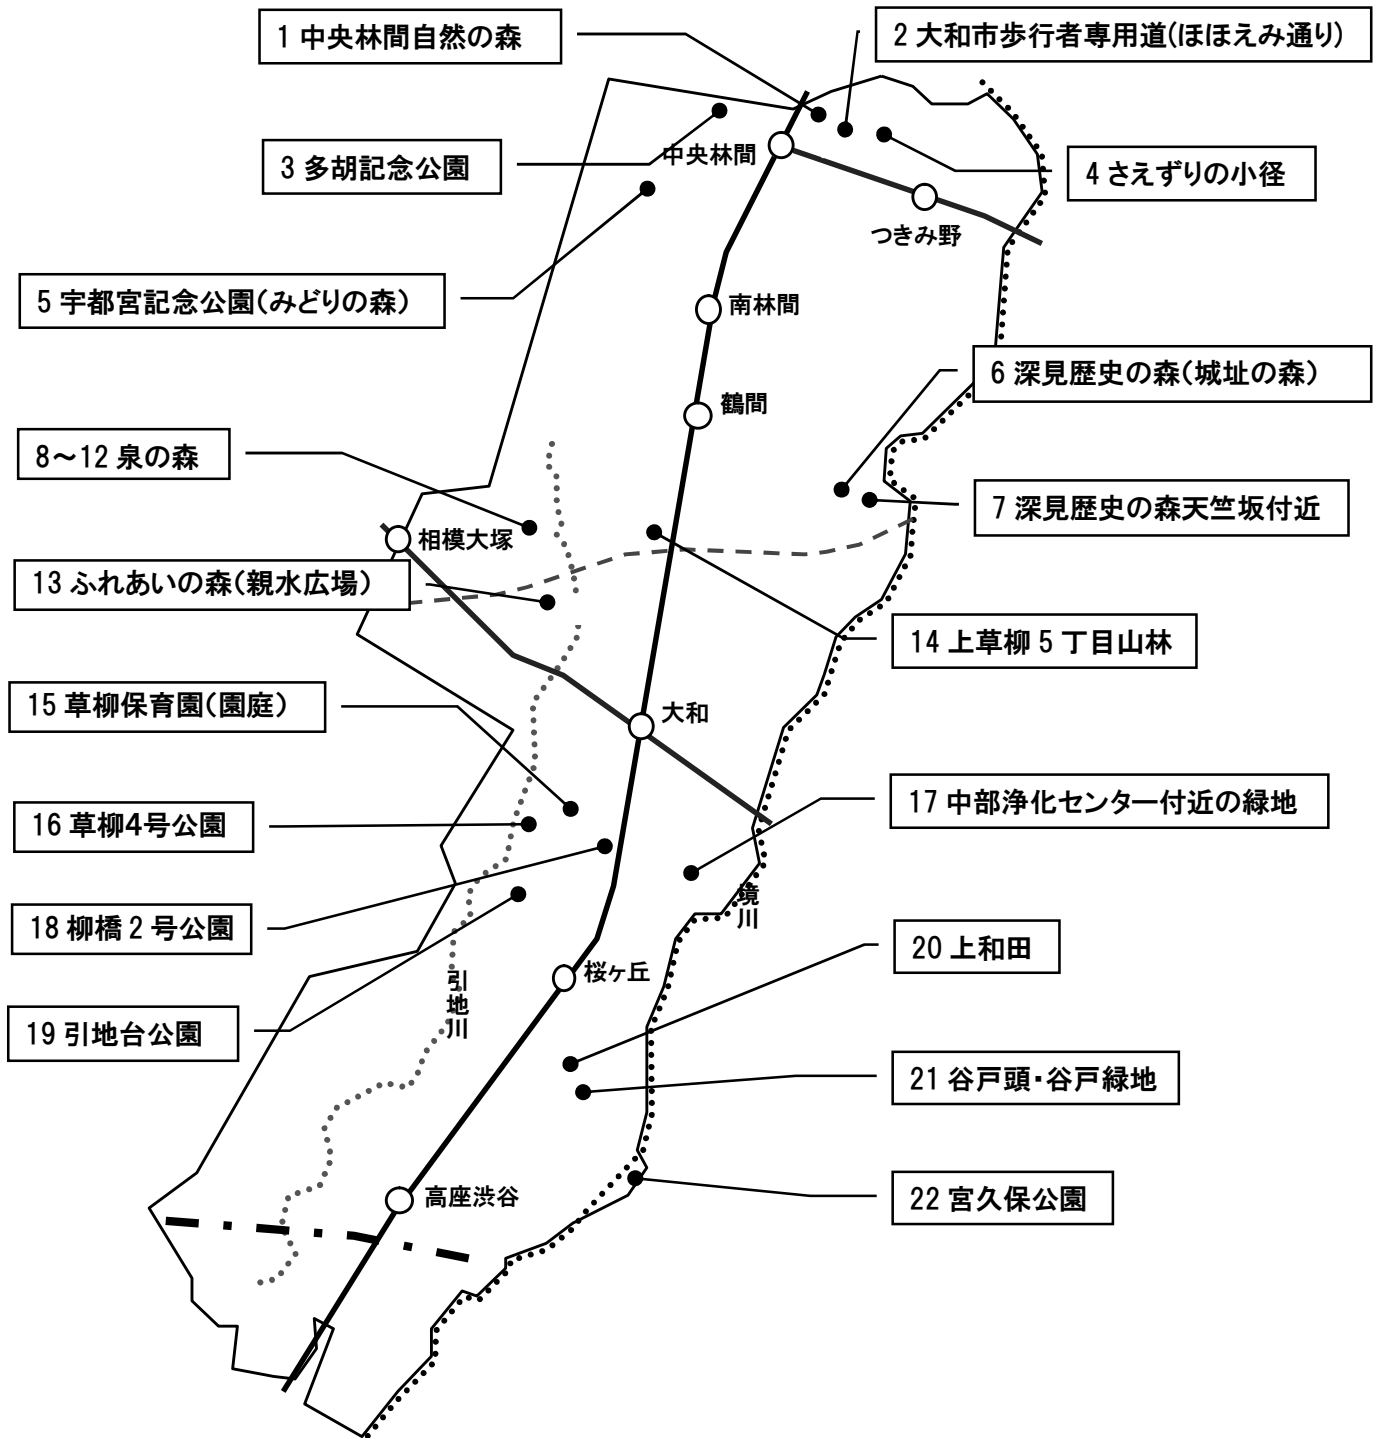 1 中央林間自然の森
2 大和市歩行者専用道(ほほえみ通り)
3 多胡記念公園
中央林間
4 さえずりの小径
つきみ野
5 宇都宮記念公園(みどりの森)
南林間
6 深見歴史の森(城址の森)
鶴間
8～12 泉の森
7 深見歴史の森天竺坂付近
相模大塚
13 ふれあいの森(親水広場)
14 上草柳5丁目山林
15 草柳保育園(園庭)
大和
16 草柳4号公園
17 中部浄化センター付近の緑地
境川
18 柳橋2号公園
20 上和田
桜ヶ丘
引地川
19 引地台公園
21 谷戸頭・谷戸緑地
高座渋谷
22 宮久保公園